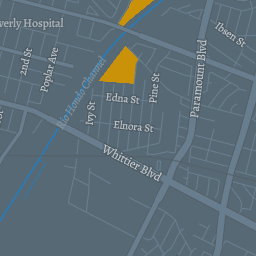 verly Hospital
Ibsen St
2nd St
Poplar Ave
Rio Hondo Channel
Paramount Blvd
Pine St
Edna St
Ivy St
Elnora St
Whittier Blvd